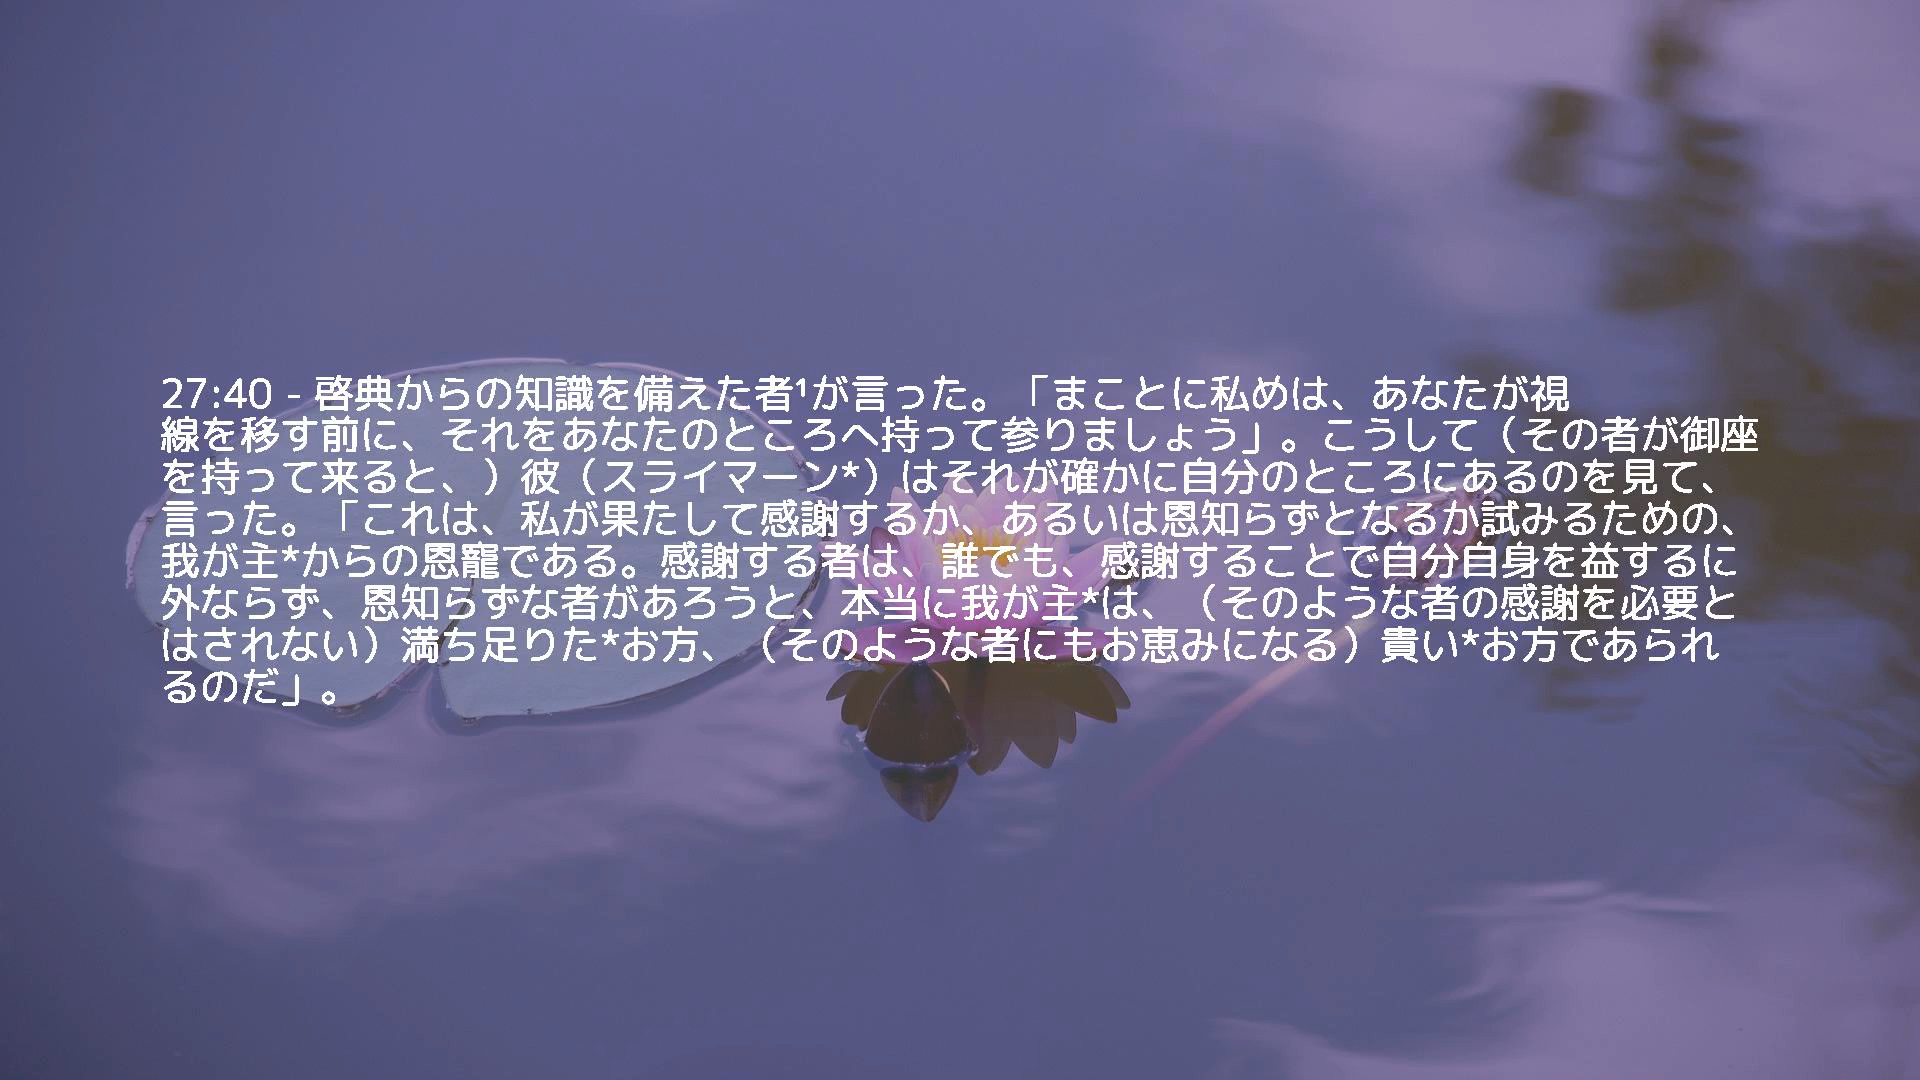 27:40 - 啓典からの知識を備えた者¹が言った。「まことに私めは、あなたが視
線を移す前に、それをあなたのところへ持って参りましょう」。こうして（その者が御座
を持って来ると、）彼（スライマーン*）はそれが確かに自分のところにあるのを見て、
言った。「これは、私が果たして感謝するか、あるいは恩知らずとなるか試みるための、
我が主*からの恩寵である。感謝する者は、誰でも、感謝することで自分自身を益するに
外ならず、恩知らずな者があろうと、本当に我が主*は、（そのような者の感謝を必要と
はされない）満ち足りた*お方、（そのような者にもお恵みになる）貴い*お方であられ
るのだ」。